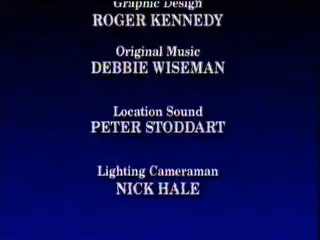 Graphic Design
ROGER KENNEDY
Original Music
DEBBIE WISEMAN
Location Sound
PETER STODDART
Lighting Cameraman
NICK HALE